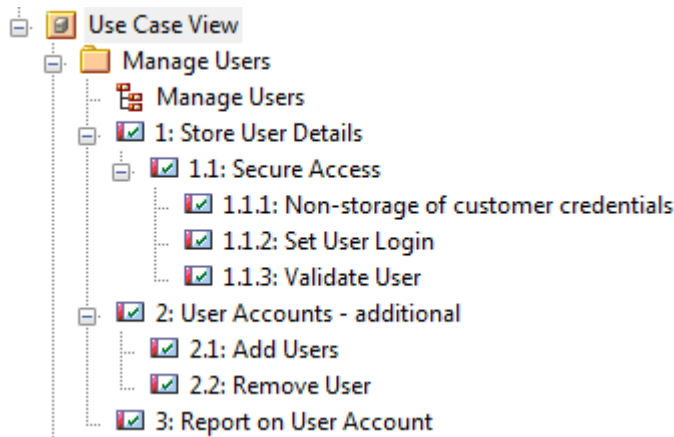 Use Case View
Manage Users
Manage Users
1: Store User Details
1.1: Secure Access
1.1.1: Non-storage of customer credentials
1.1.2: Set User Login
1.1.3: Validate User
2: User Accounts - additional
2.1: Add Users
2.2: Remove User
3: Report on User Account